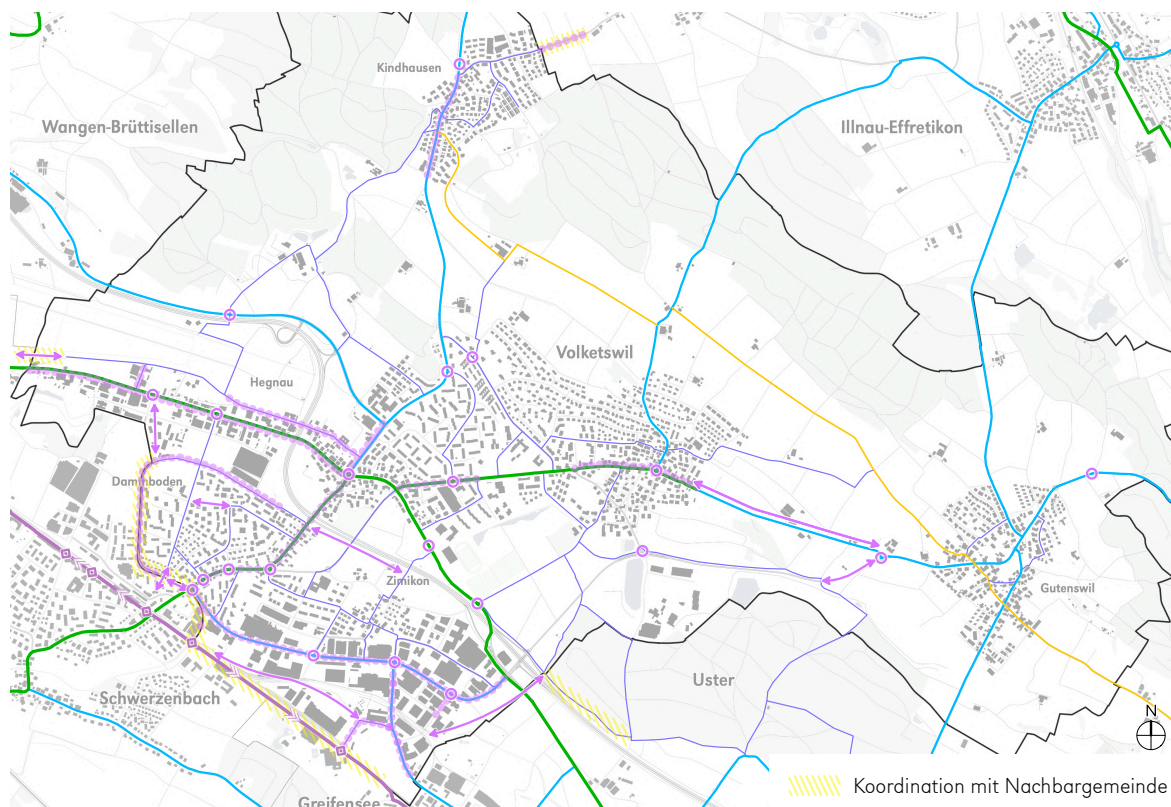 Kindhausen
Wangen-Brüttisellen
Illnau-Effretikon
Volketswil
Hegnau
Dammboden
Zimikon
Gutenswil
Uster
Schwerzenbach
N
Koordination mit Nachbargemeinde
Greifensee